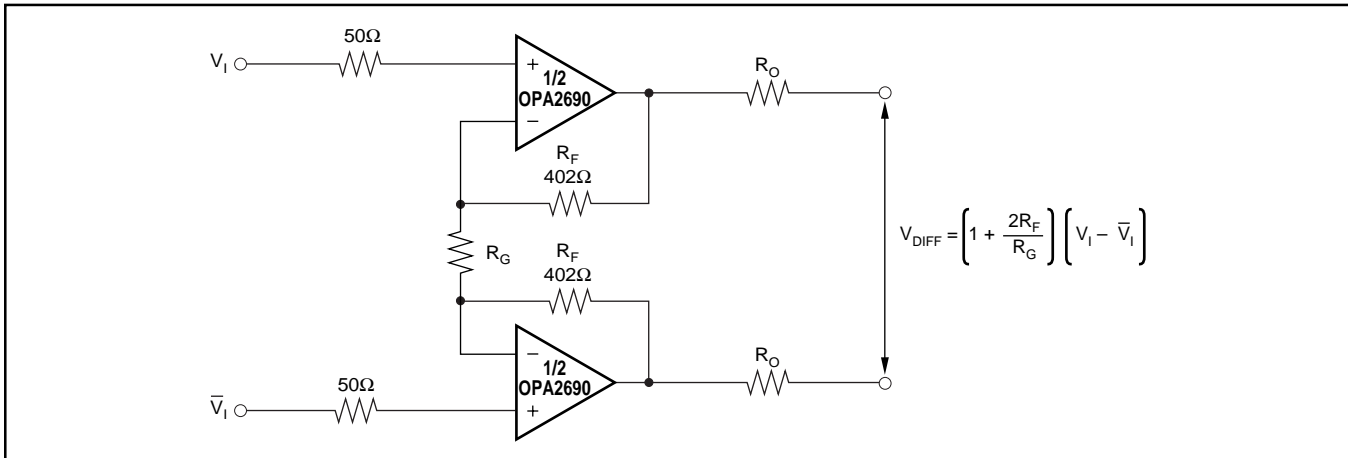 50Ω
V_I
+
1/2
OPA2690
−
R_O
R_F
402Ω
R_G
V_DIFF = (1 + 2R_F / R_G) (V_I – V̅_I)
R_F
402Ω
−
1/2
OPA2690
+
R_O
50Ω
V̅_I